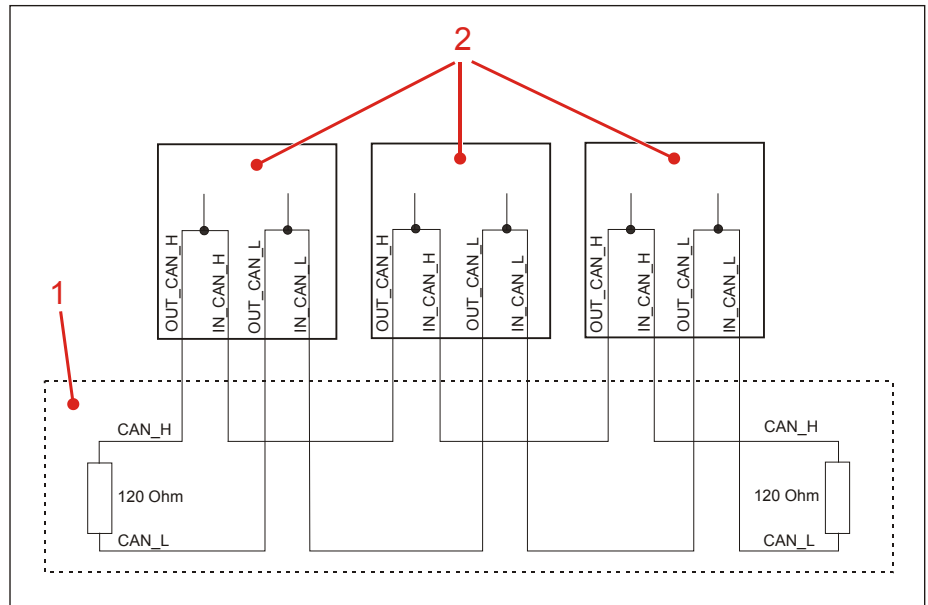 2
OUT_CAN_H
IN_CAN_H
OUT_CAN_L
IN_CAN_L
OUT_CAN_H
IN_CAN_H
OUT_CAN_L
IN_CAN_L
OUT_CAN_H
IN_CAN_H
OUT_CAN_L
IN_CAN_L
1
CAN_H
CAN_H
120 Ohm
120 Ohm
CAN_L
CAN_L